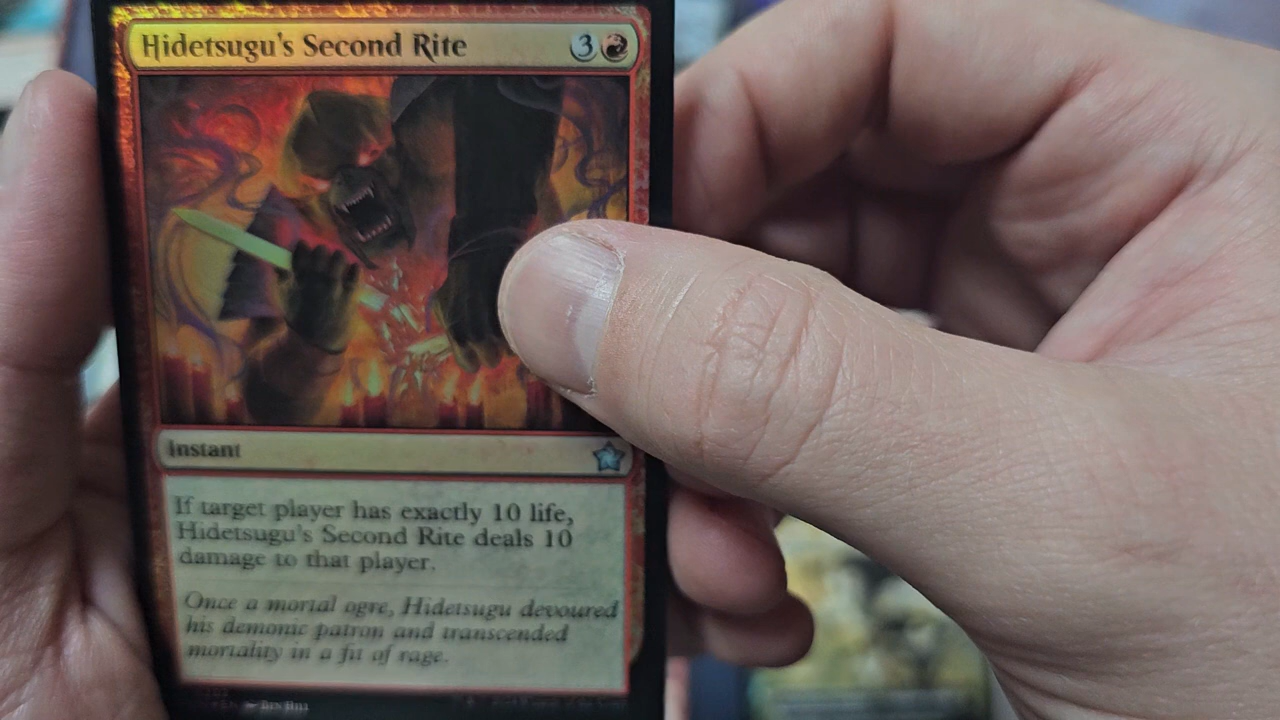 Hidetsugu's Second Rite 3
Instant
If target player has exactly 10 life,
Hidetsugu's Second Rite deals 10
damage to that player.
Once a mortal ogre, Hidetsugu devoured
his demonic patron and transcended
mortality in a fit of rage.